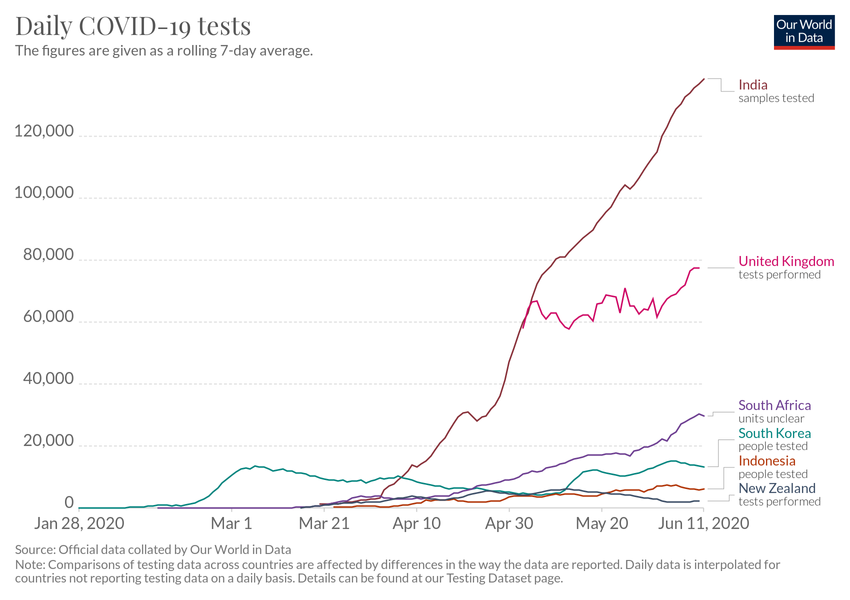 Daily COVID-19 tests
The figures are given as a rolling 7-day average.
Our World
in Data
120,000
100,000
80,000
60,000
40,000
20,000
0
Jan 28, 2020
Mar 1
Mar 21
Apr 10
Apr 30
May 20
Jun 11, 2020
India
samples tested
United Kingdom
tests performed
South Africa
units unclear
South Korea
people tested
Indonesia
people tested
New Zealand
tests performed
Source: Official data collated by Our World in Data
Note: Comparisons of testing data across countries are affected by differences in the way the data are reported. Daily data is interpolated for
countries not reporting testing data on a daily basis. Details can be found at our Testing Dataset page.